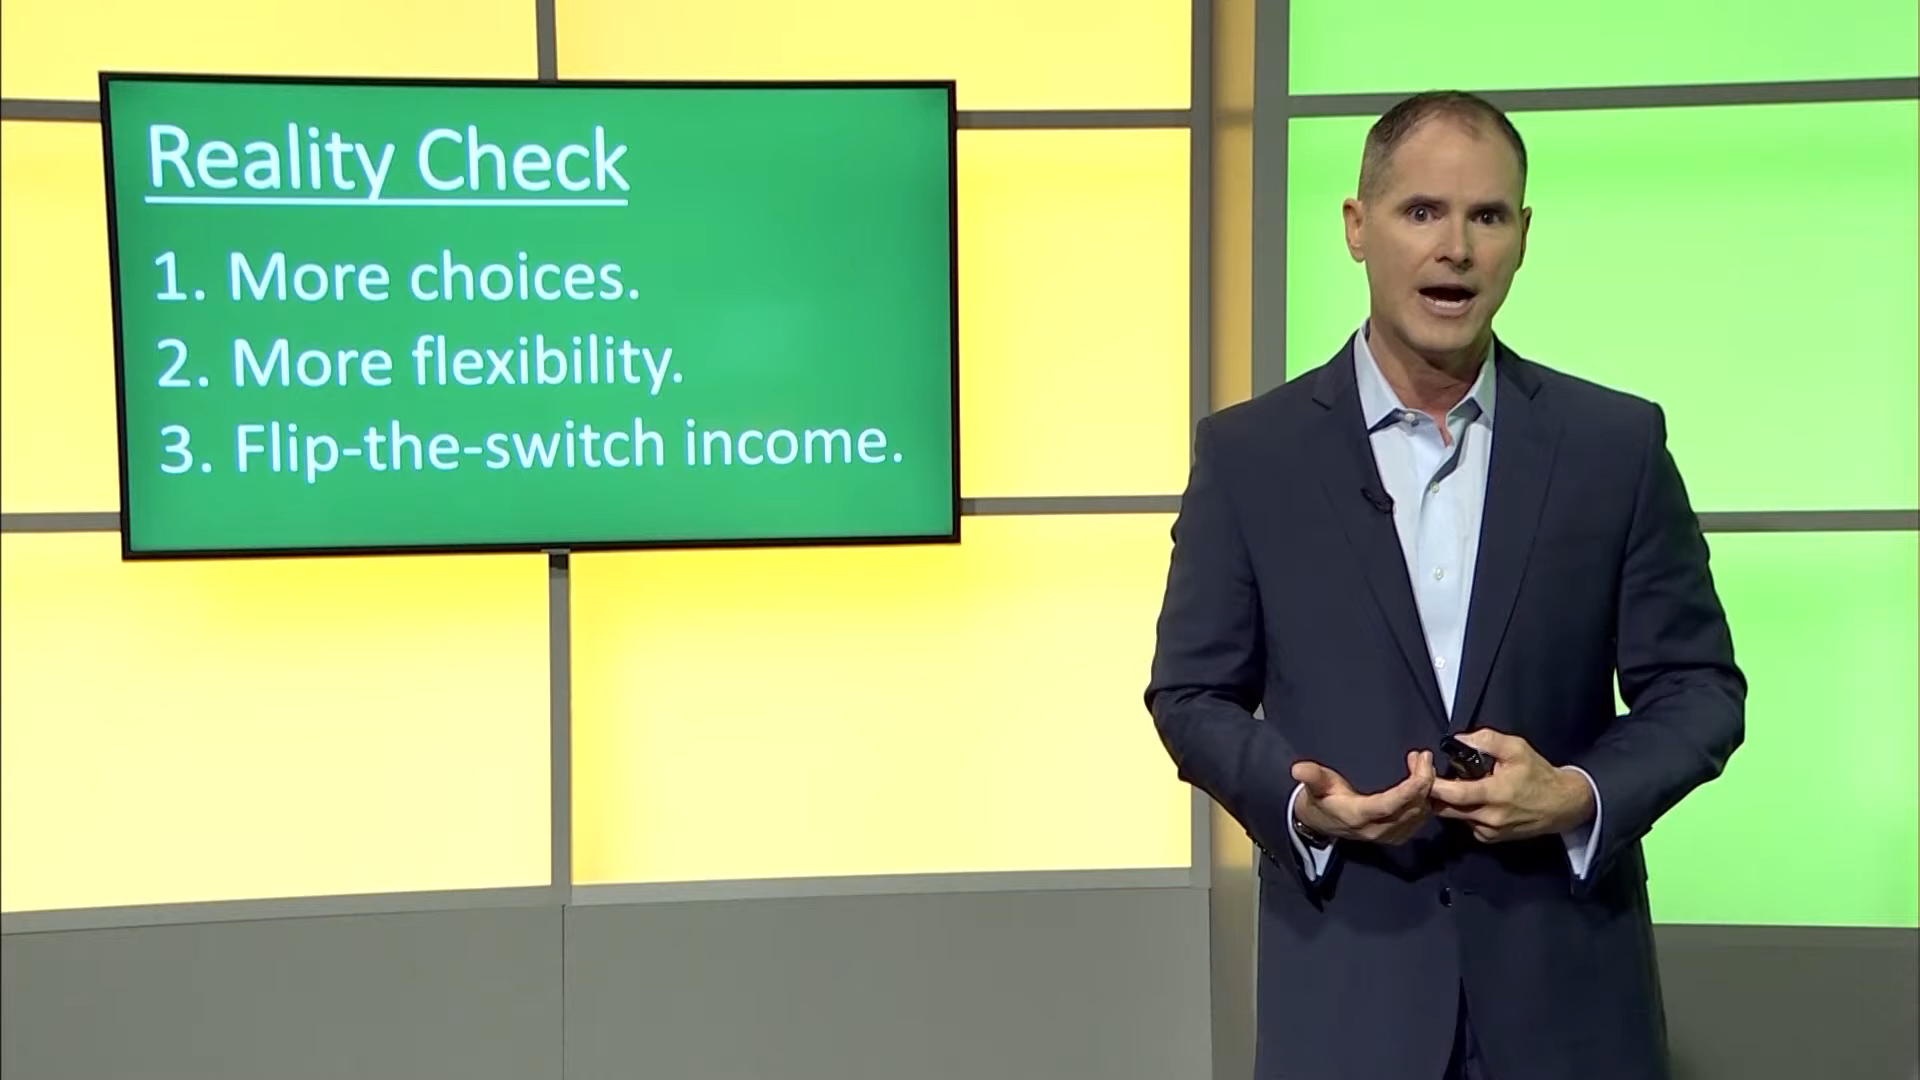 Reality Check
1. More choices.
2. More flexibility.
3. Flip-the-switch income.